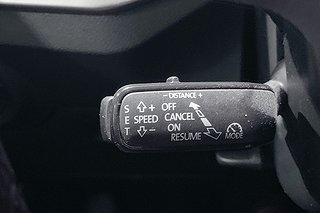 - DISTANCE +
S + OFF
E SPEED CANCEL
T - ON
RESUME MODE